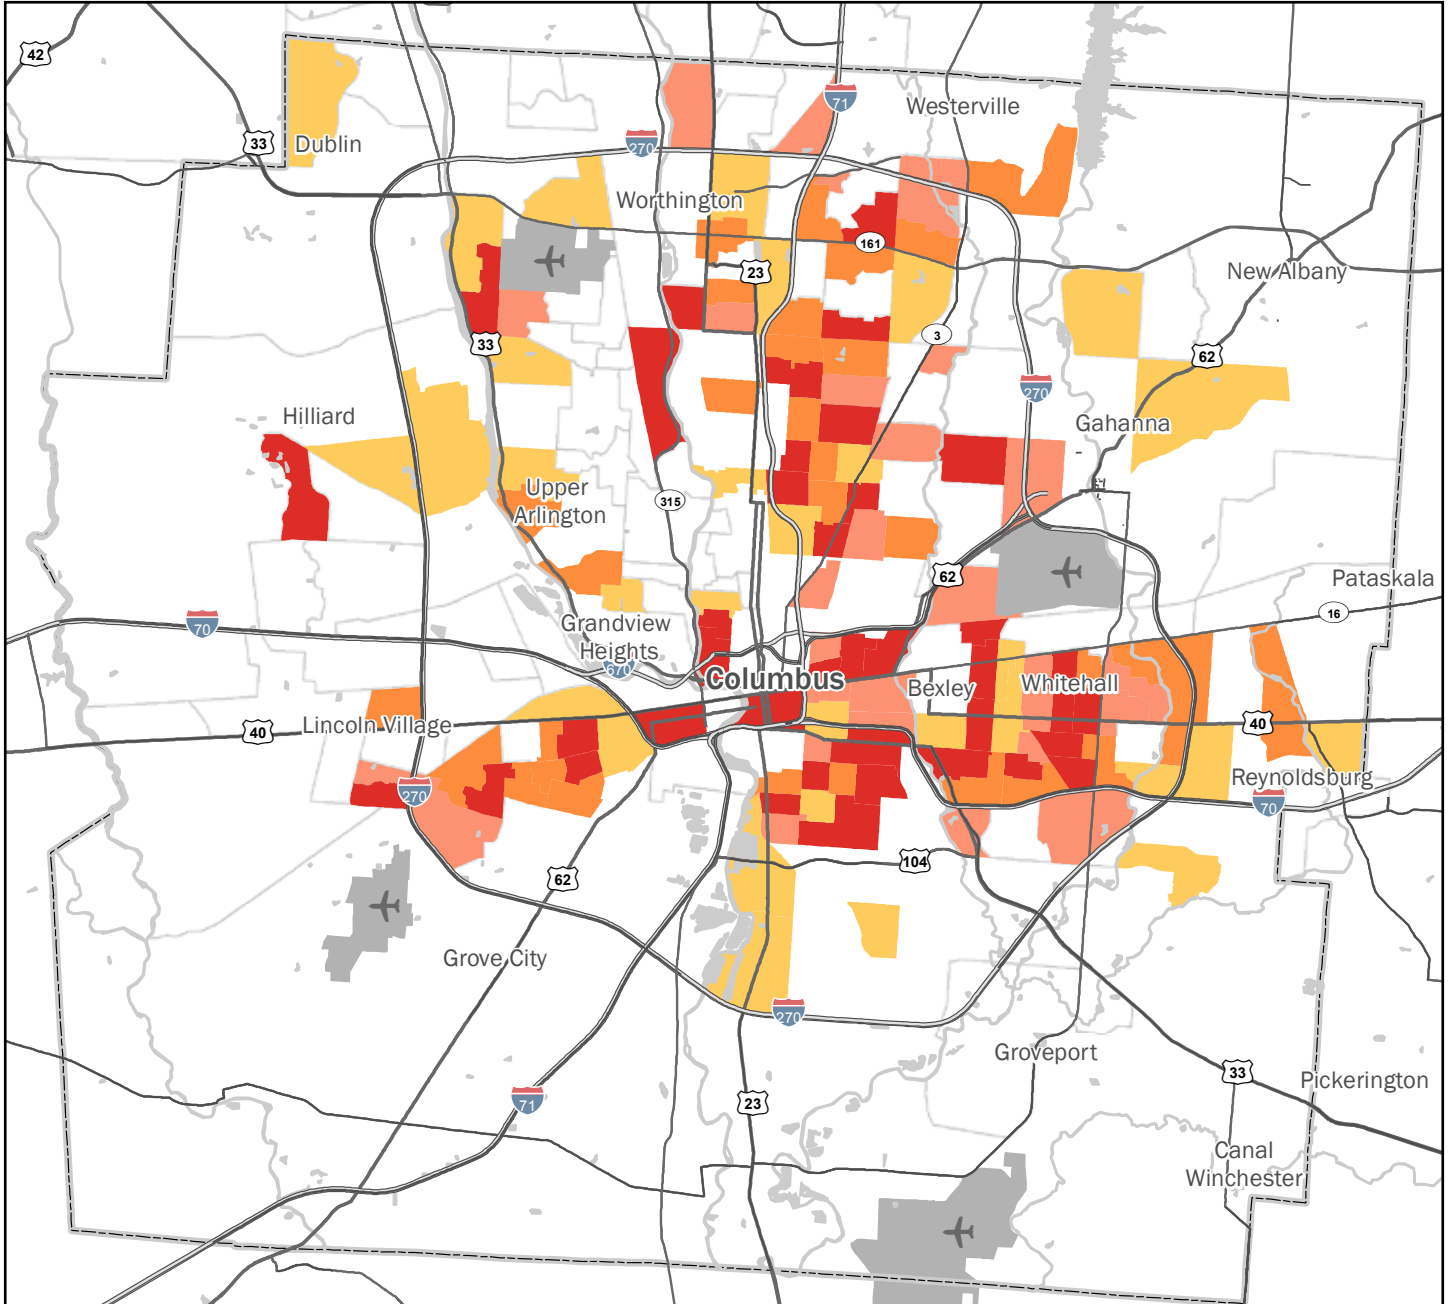 42
71
Westerville
33
Dublin
270
Worthington
161
23
New Albany
33
3
62
270
Hilliard
Gahanna
Upper
Arlington
315
62
Pataskala
16
70
Grandview
Heights
670
Columbus
Bexley
Whitehall
40
Lincoln Village
40
Reynoldsburg
270
70
104
62
Grove City
270
Groveport
33
Pickerington
71
23
Canal
Winchester